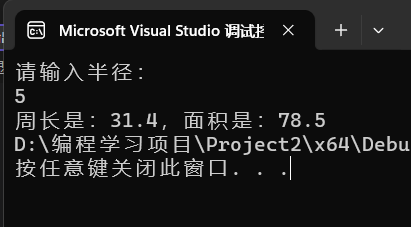 Microsoft Visual Studio 调试
请输入半径:
5
周长是: 31.4, 面积是: 78.5
D:\编程学习项目\Project2\x64\Debu
按任意键关闭此窗口. . .